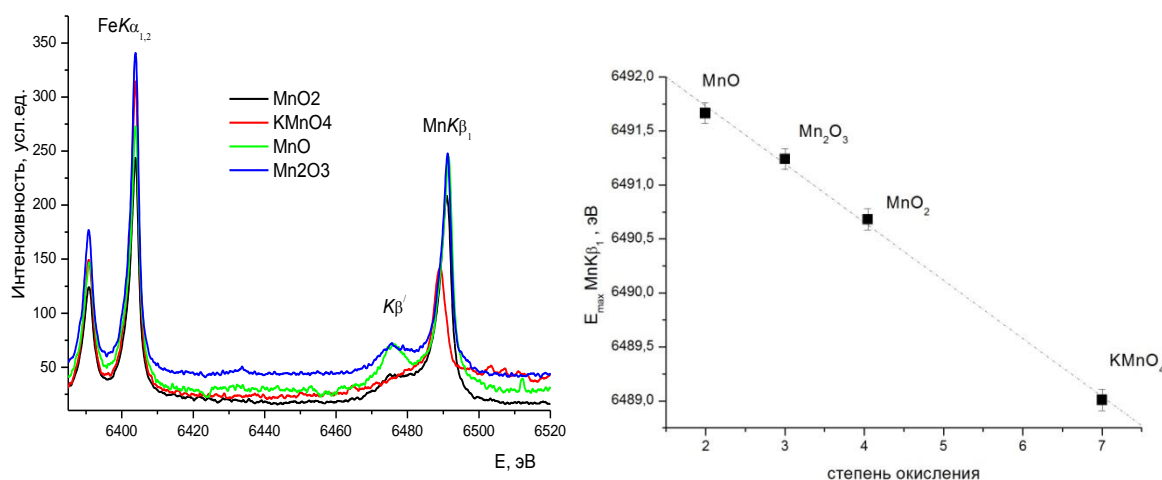 FeKα1,2
MnO2
KMnO4
MnO
Mn2O3
MnKβ1
Kβ/
Интенсивность, усл.ед.
350
300
250
200
150
100
50
6400 6420 6440 6460 6480 6500 6520
E, эВ
6492,0
6491,5
6491,0
6490,5
6490,0
6489,5
6489,0
MnO
Mn2O3
MnO2
KMnO4
Emax MnKβ1 , эВ
2 3 4 5 6 7
степень окисления